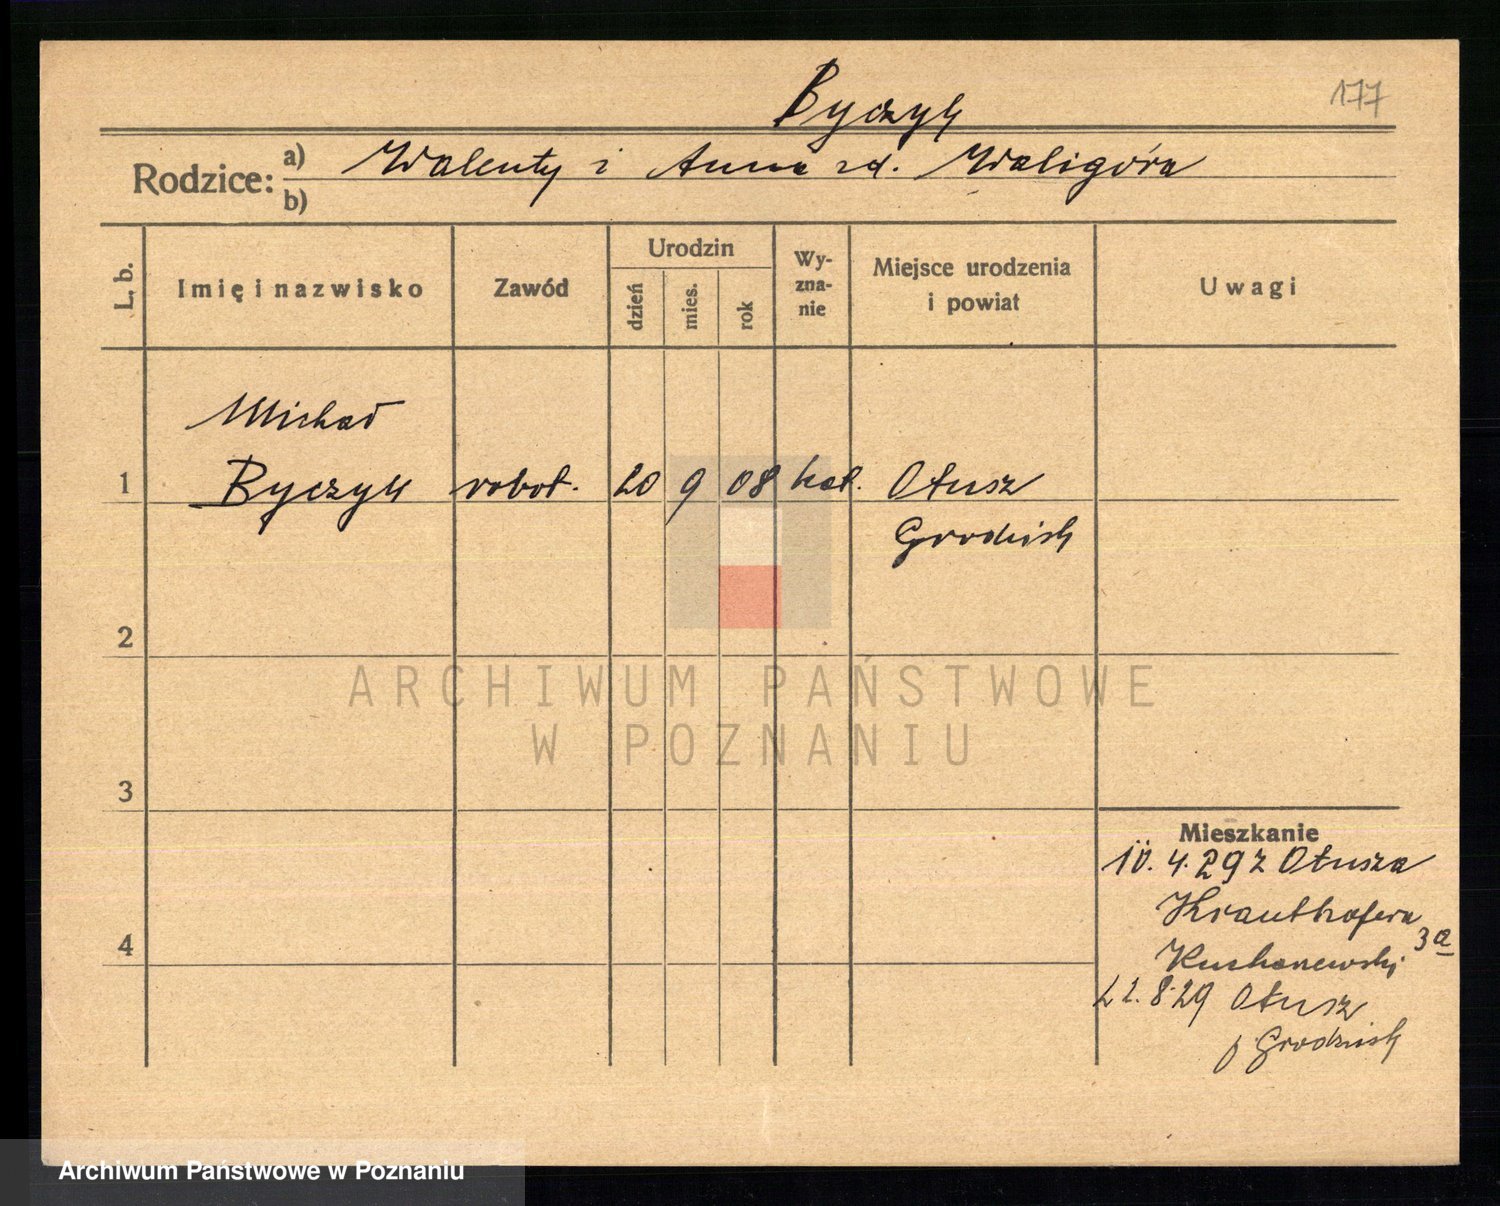 Byczyk
177
Rodzice: a) Walenty i Anna zd. Waligóra
b)
L. b.
Imię i nazwisko
Zawód
Urodzin
dzień
mies.
rok
Wy-
zna-
nie
Miejsce urodzenia
i powiat
Uwagi
Michał
1 Byczyk robot. 20 9 08 kat. Otusz
Grodzisk
2
3
4
Mieszkanie
10. 4. 29 z Otusza
Krauthofera
3a
22. 8. 29 Otusz
p Grodzisk
ARCHIWUM PAŃSTWOWE
W POZNANIU
Archiwum Państwowe w Poznaniu